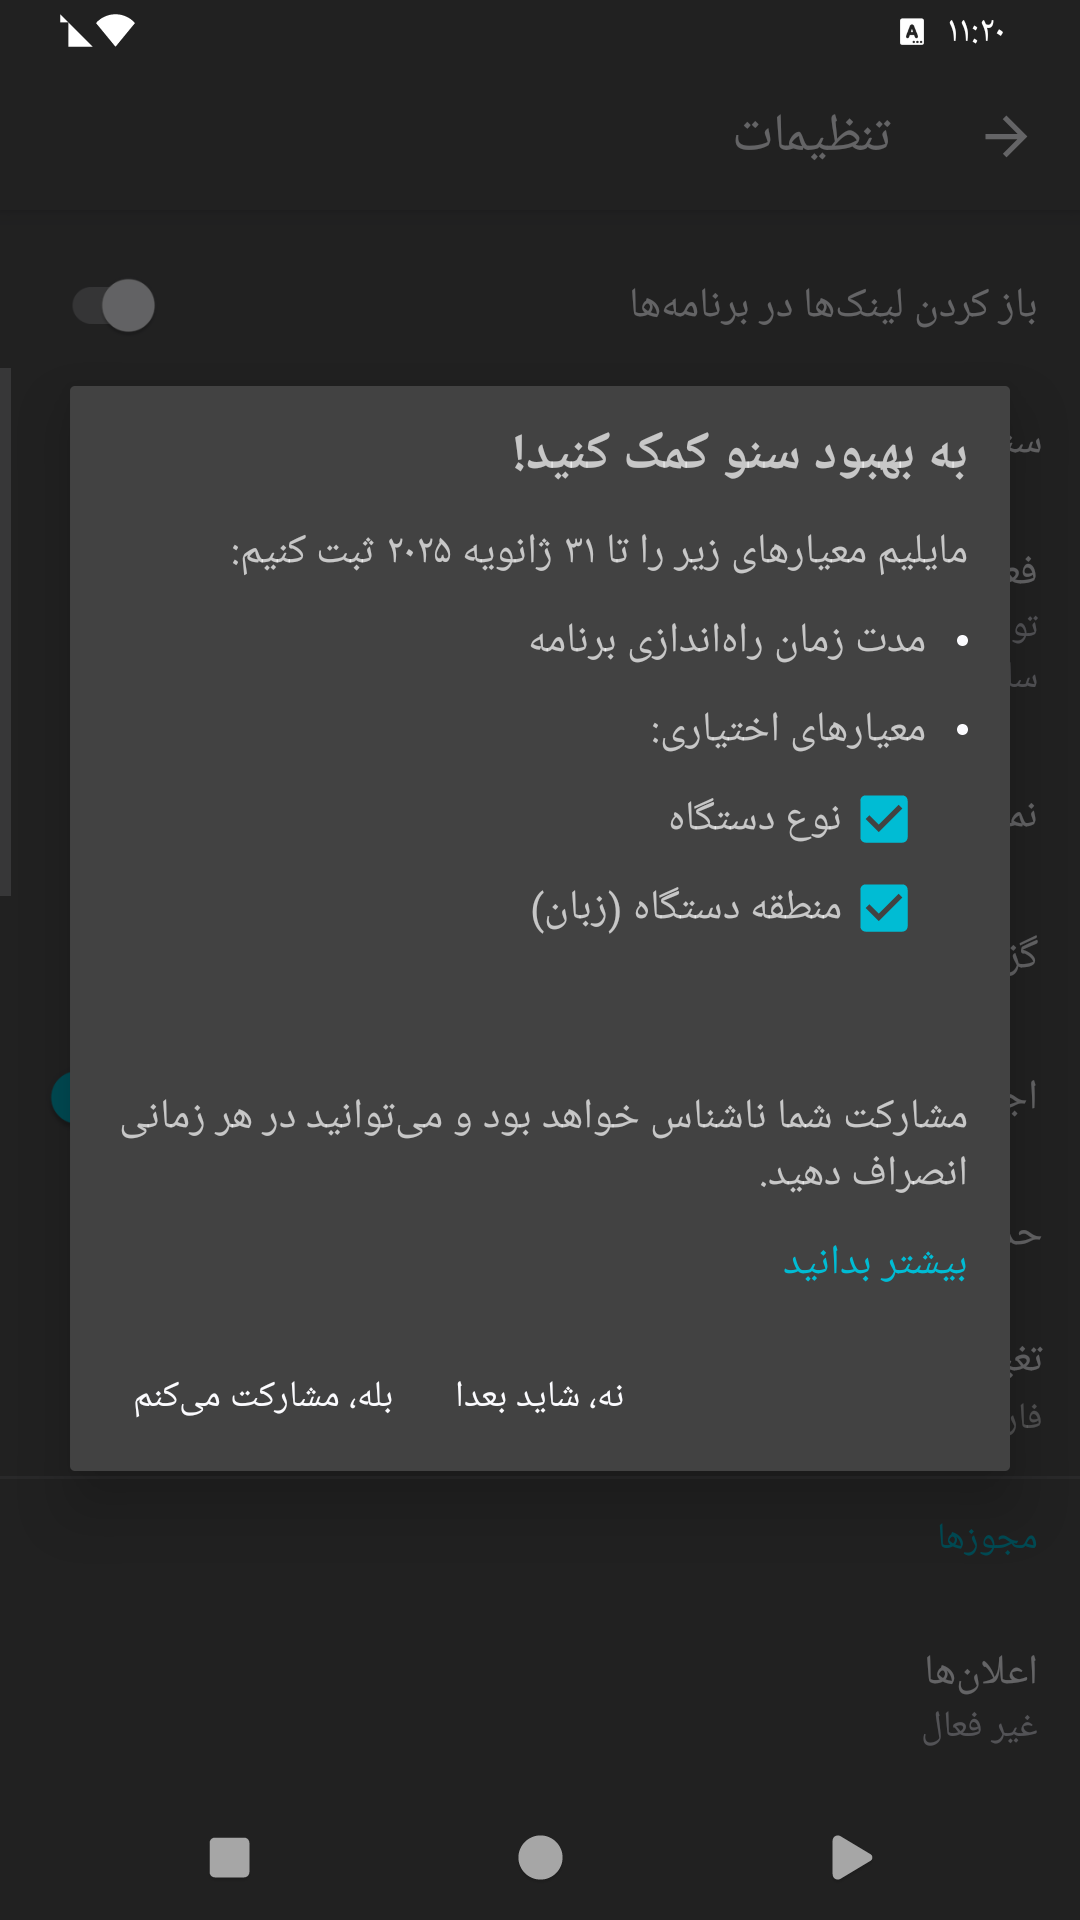 ۱۱:۲۰
تنظیمات
باز کردن لینک‌ها در برنامه‌ها
به بهبود سنو کمک کنید!
مایلیم معیارهای زیر را تا ۳۱ ژانویه ۲۰۲۵ ثبت کنیم:
• مدت زمان راه‌اندازی برنامه
• معیارهای اختیاری:
نوع دستگاه
منطقه دستگاه (زبان)
مشارکت شما ناشناس خواهد بود و می‌توانید در هر زمانی
انصراف دهید.
بیشتر بدانید
نه، شاید بعدا
بله، مشارکت می‌کنم
مجوزها
اعلان‌ها
غیر فعال